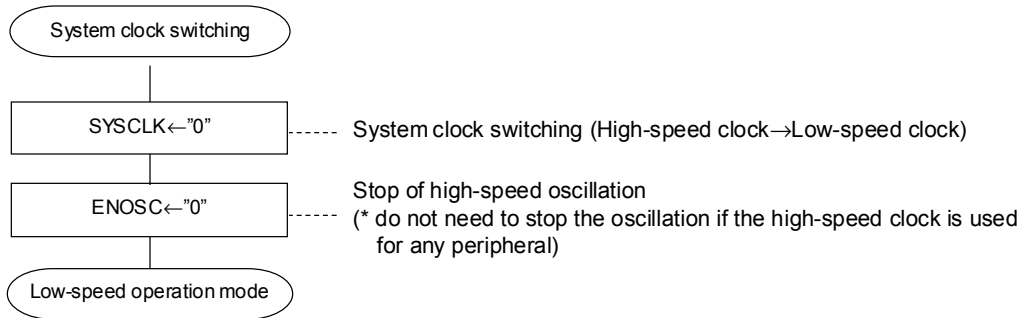 System clock switching
SYSCLK←”0”
System clock switching (High-speed clock→Low-speed clock)
ENOSC←”0”
Stop of high-speed oscillation
(* do not need to stop the oscillation if the high-speed clock is used
for any peripheral)
Low-speed operation mode